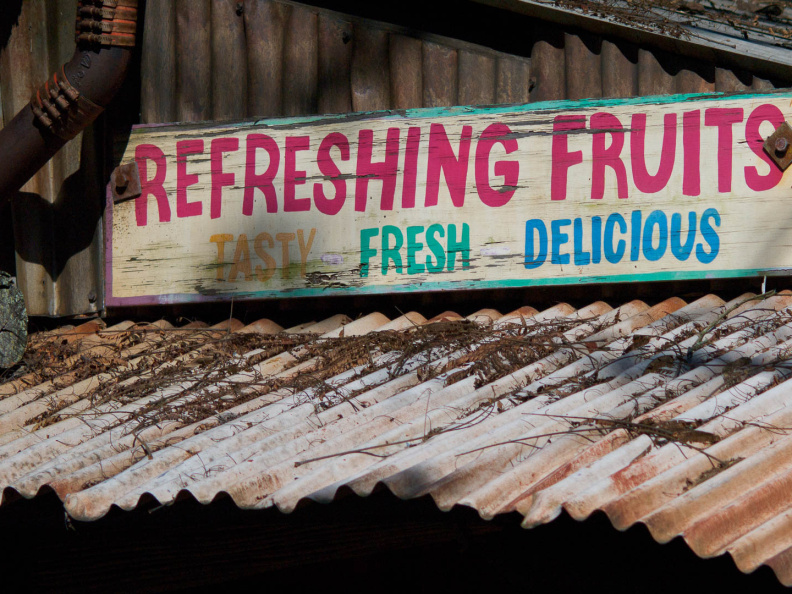 REFRESHING FRUITS
TASTY FRESH DELICIOUS